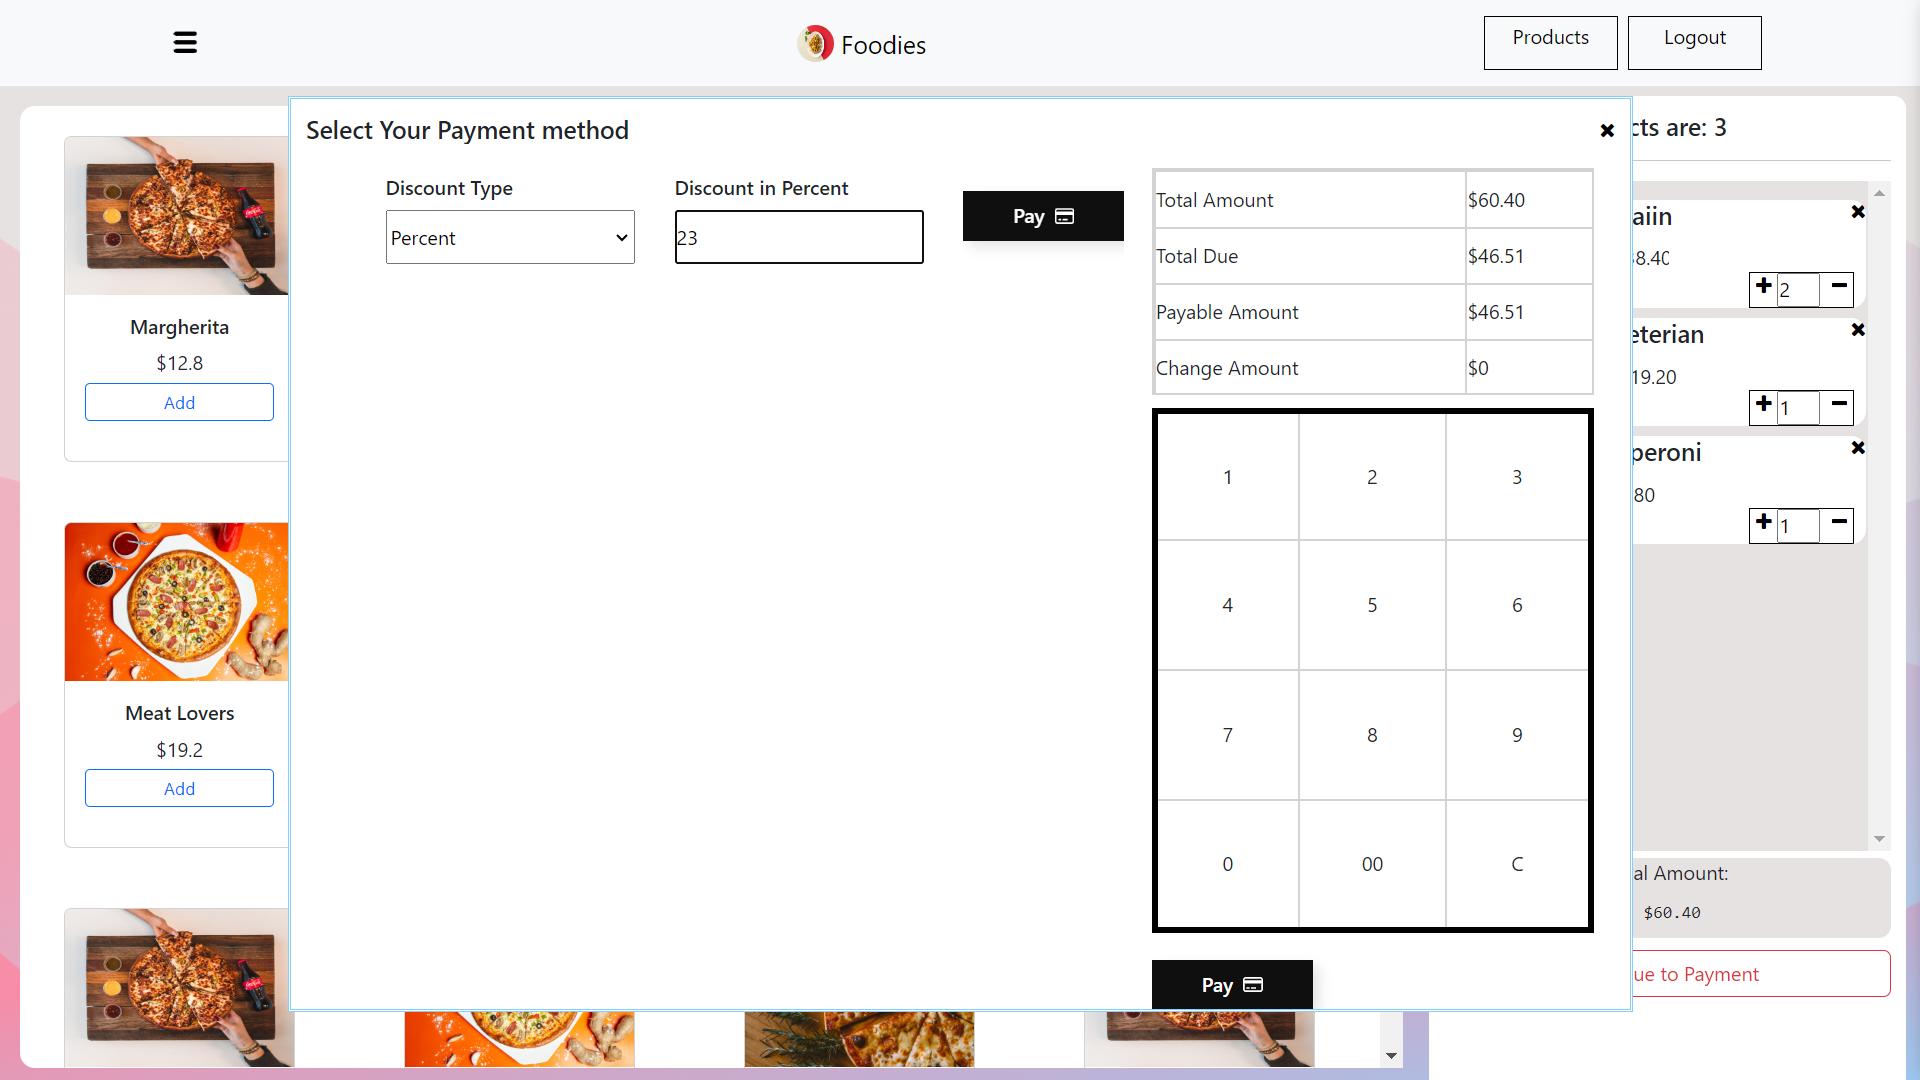 Foodies
Products
Logout
Select Your Payment method
Discount Type
Percent
Discount in Percent
23
Pay
Total Amount $60.40
Total Due $46.51
Payable Amount $46.51
Change Amount $0
1 2 3
4 5 6
7 8 9
0 00 C
Pay
Margherita
$12.8
Add
Meat Lovers
$19.2
Add
cts are: 3
aiin
8.40
2
eterian
19.20
1
peroni
80
1
al Amount:
$60.40
ue to Payment